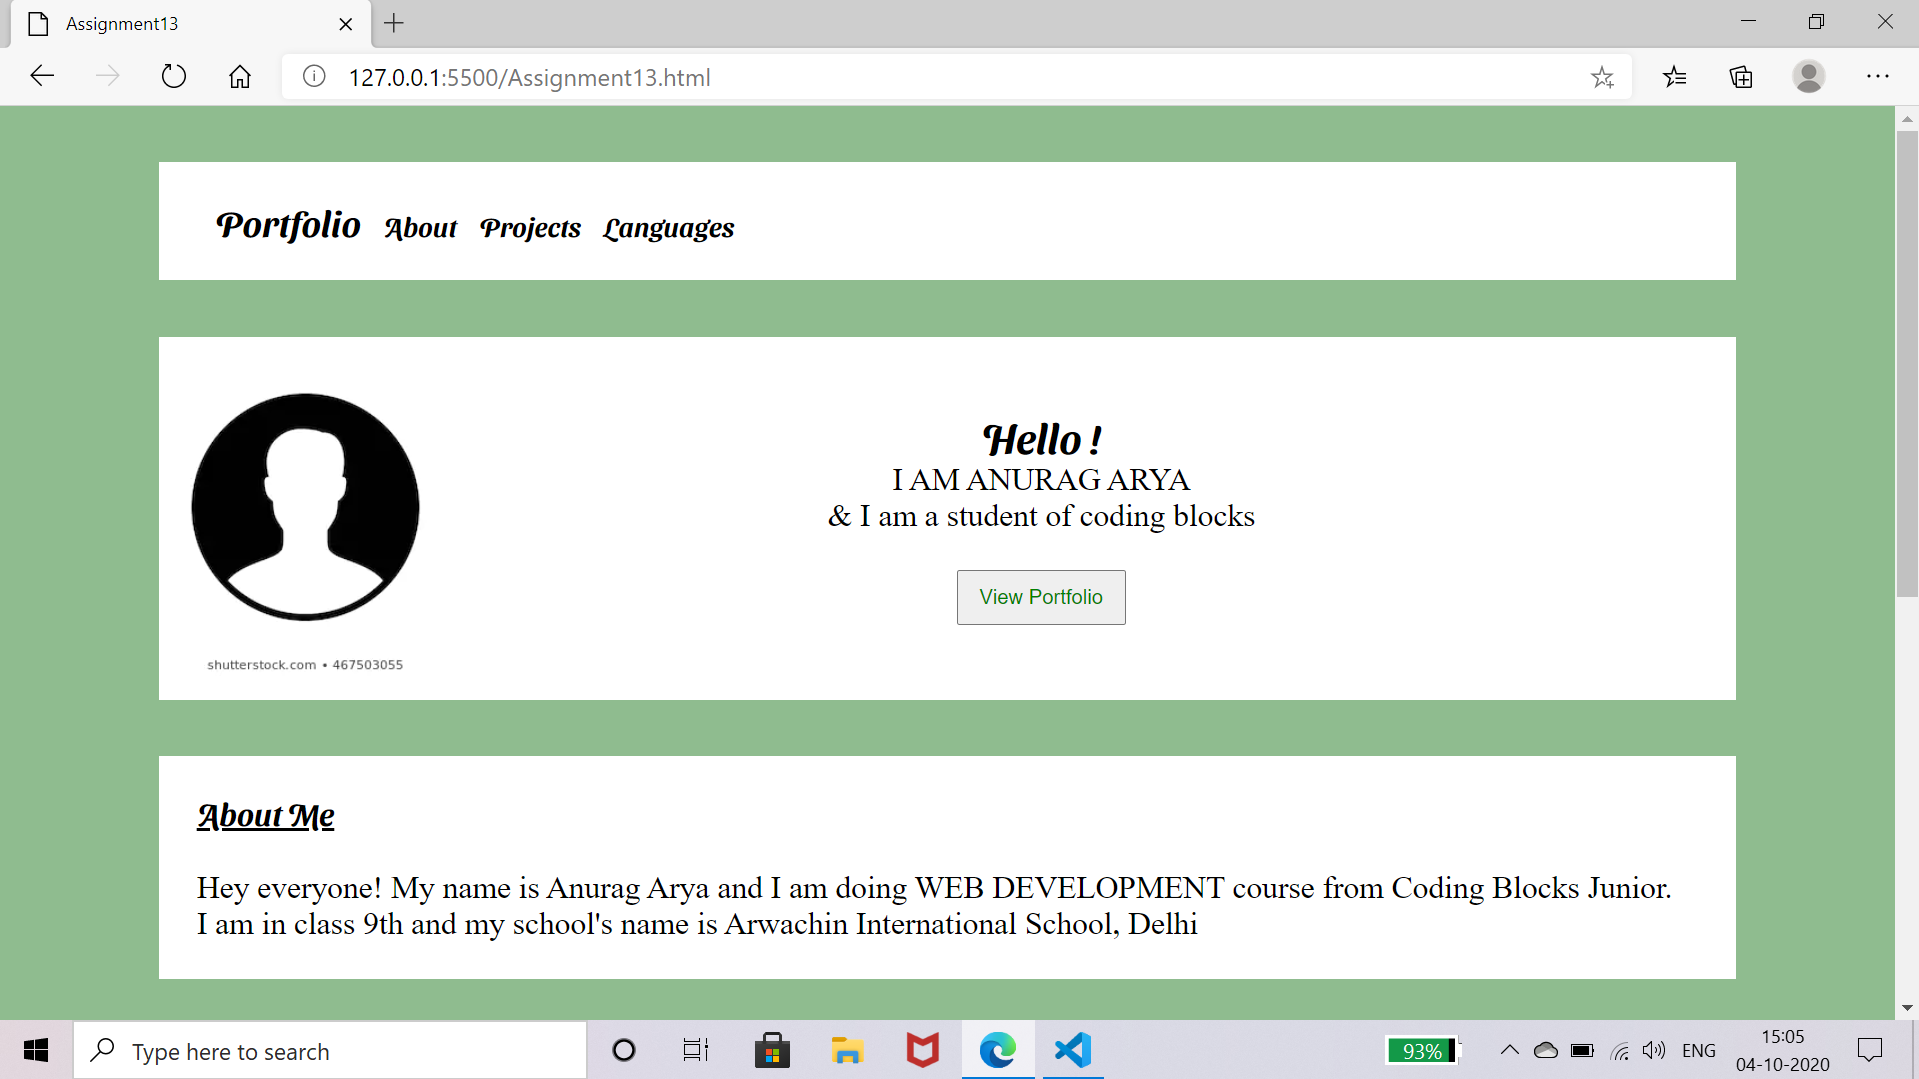 Assignment13
127.0.0.1:5500/Assignment13.html
Portfolio About Projects Languages
Hello !
I AM ANURAG ARYA
& I am a student of coding blocks
View Portfolio
shutterstock.com • 467503055
About Me
Hey everyone! My name is Anurag Arya and I am doing WEB DEVELOPMENT course from Coding Blocks Junior.
I am in class 9th and my school's name is Arwachin International School, Delhi
Type here to search
93%
ENG
15:05
04-10-2020